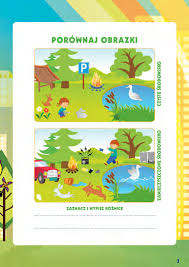 PORÓWNAJ OBRAZKI
P
CZYSTE ŚRODOWISKO
ZANIECZYSZCZONE ŚRODOWISKO
ZAZNACZ I WYPISZ RÓŻNICE
3